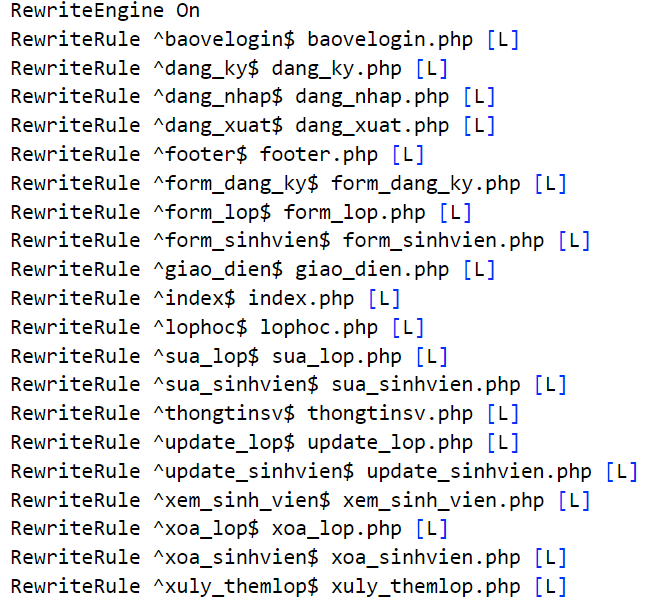 RewriteEngine On
RewriteRule ^baovelogin$ baovelogin.php [L]
RewriteRule ^dang_ky$ dang_ky.php [L]
RewriteRule ^dang_nhap$ dang_nhap.php [L]
RewriteRule ^dang_xuat$ dang_xuat.php [L]
RewriteRule ^footer$ footer.php [L]
RewriteRule ^form_dang_ky$ form_dang_ky.php [L]
RewriteRule ^form_lop$ form_lop.php [L]
RewriteRule ^form_sinhvien$ form_sinhvien.php [L]
RewriteRule ^giao_dien$ giao_dien.php [L]
RewriteRule ^index$ index.php [L]
RewriteRule ^lophoc$ lophoc.php [L]
RewriteRule ^sua_lop$ sua_lop.php [L]
RewriteRule ^sua_sinhvien$ sua_sinhvien.php [L]
RewriteRule ^thongtinsv$ thongtinsv.php [L]
RewriteRule ^update_lop$ update_lop.php [L]
RewriteRule ^update_sinhvien$ update_sinhvien.php [L]
RewriteRule ^xem_sinh_vien$ xem_sinh_vien.php [L]
RewriteRule ^xoa_lop$ xoa_lop.php [L]
RewriteRule ^xoa_sinhvien$ xoa_sinhvien.php [L]
RewriteRule ^xuly_themlop$ xuly_themlop.php [L]